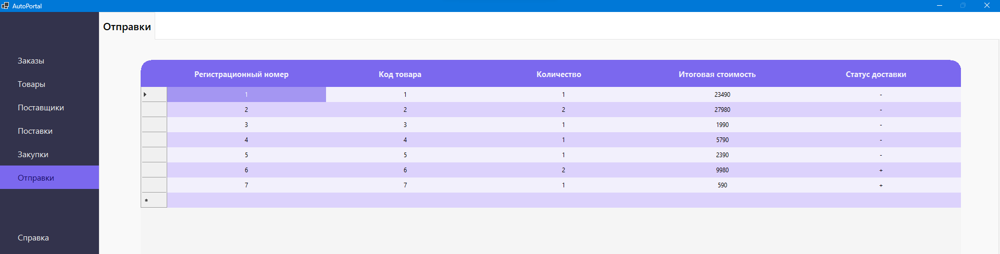 AutoPortal
Отправки
Заказы
Товары
Поставщики
Поставки
Закупки
Отправки
Справка
Регистрационный номер Код товара Количество Итоговая стоимость Статус доставки
1 1 1 23490 -
2 2 2 27980 -
3 3 1 1990 -
4 4 1 5790 -
5 5 1 2390 -
6 6 2 9980 +
7 7 1 590 +